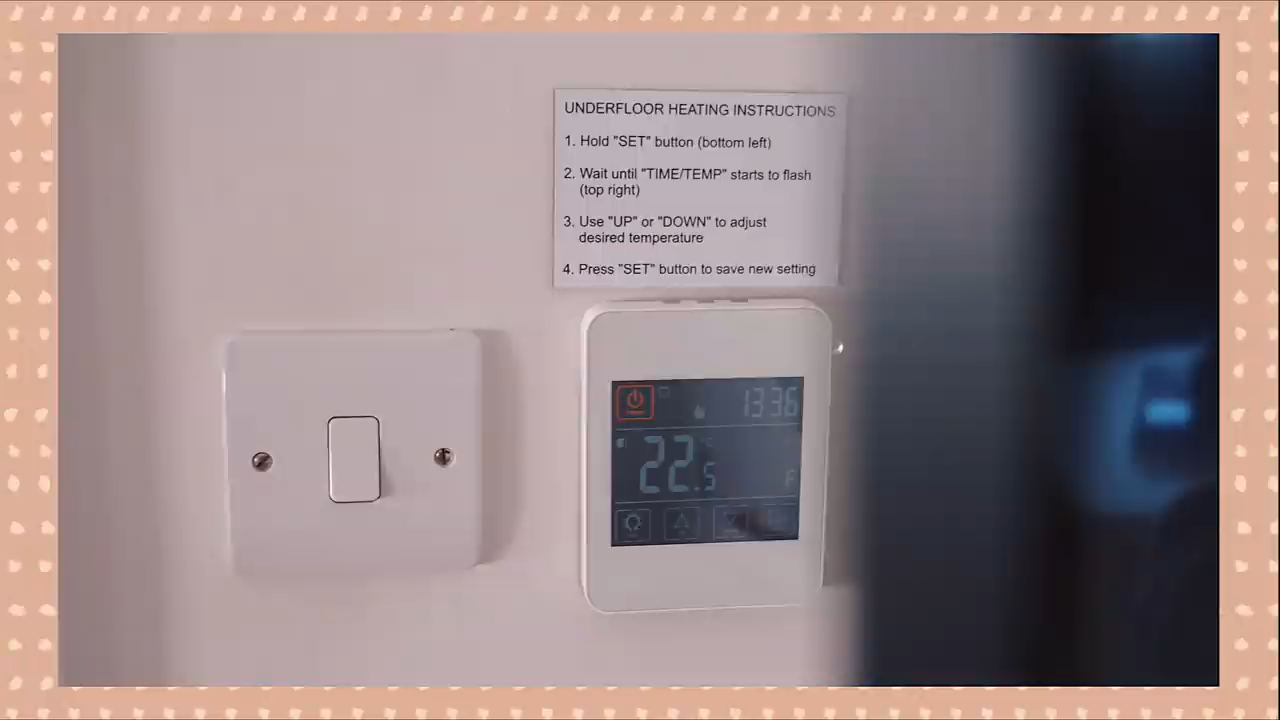 UNDERFLOOR HEATING INSTRUCTIONS
1. Hold "SET" button (bottom left)
2. Wait until "TIME/TEMP" starts to flash
(top right)
3. Use "UP" or "DOWN" to adjust
desired temperature
4. Press "SET" button to save new setting
13 36
22.5
F